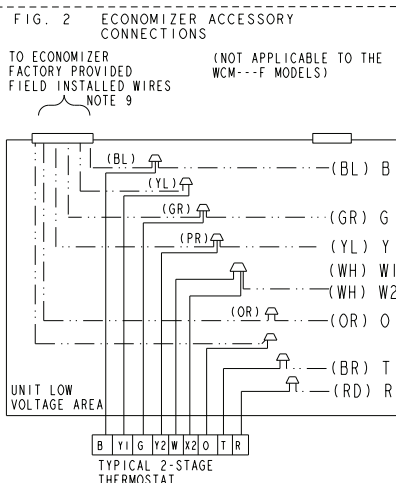 FIG. 2 ECONOMIZER ACCESSORY
CONNECTIONS
TO ECONOMIZER
FACTORY PROVIDED
FIELD INSTALLED WIRES
NOTE 9
(NOT APPLICABLE TO THE
WCM---F MODELS)
(BL)
(BL) B
(YL)
(GR)
(GR) G
(PR)
(YL) Y
(WH) W1
(WH) W2
(OR)
(OR) O
(BR) T
(RD) R
UNIT LOW
VOLTAGE AREA
B Y1 G Y2 W X2 O T R
TYPICAL 2-STAGE
THERMOSTAT